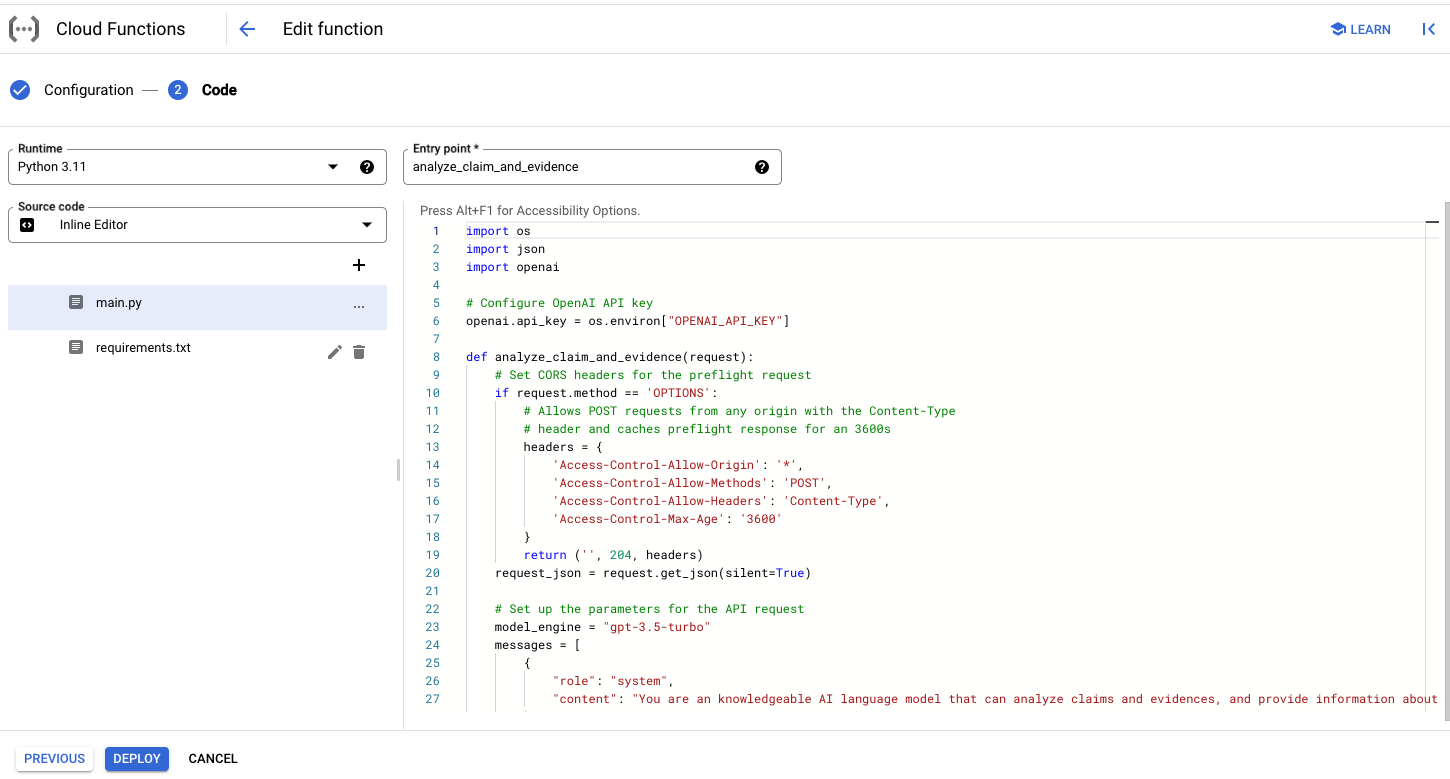 Cloud Functions
Edit function
LEARN
Configuration
2
Code
Runtime
Python 3.11
Entry point *
analyze_claim_and_evidence
Source code
Inline Editor
main.py
...
requirements.txt
Press Alt+F1 for Accessibility Options.
1 import os
2 import json
3 import openai
4
5 # Configure OpenAI API key
6 openai.api_key = os.environ["OPENAI_API_KEY"]
7
8 def analyze_claim_and_evidence(request):
9     # Set CORS headers for the preflight request
10     if request.method == 'OPTIONS':
11         # Allows POST requests from any origin with the Content-Type
12         # header and caches preflight response for an 3600s
13         headers = {
14             'Access-Control-Allow-Origin': '*',
15             'Access-Control-Allow-Methods': 'POST',
16             'Access-Control-Allow-Headers': 'Content-Type',
17             'Access-Control-Max-Age': '3600'
18         }
19         return ('', 204, headers)
20     request_json = request.get_json(silent=True)
21
22     # Set up the parameters for the API request
23     model_engine = "gpt-3.5-turbo"
24     messages = [
25         {
26             "role": "system",
27             "content": "You are an knowledgeable AI language model that can analyze claims and evidences, and provide information about
PREVIOUS
DEPLOY
CANCEL